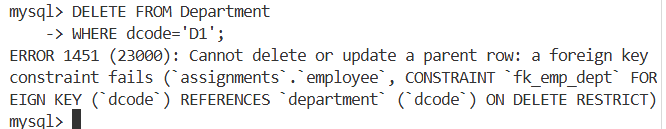 mysql> DELETE FROM Department
    -> WHERE dcode='D1';
ERROR 1451 (23000): Cannot delete or update a parent row: a foreign key
constraint fails (`assignments`.`employee`, CONSTRAINT `fk_emp_dept` FOR
EIGN KEY (`dcode`) REFERENCES `department` (`dcode`) ON DELETE RESTRICT)
mysql>